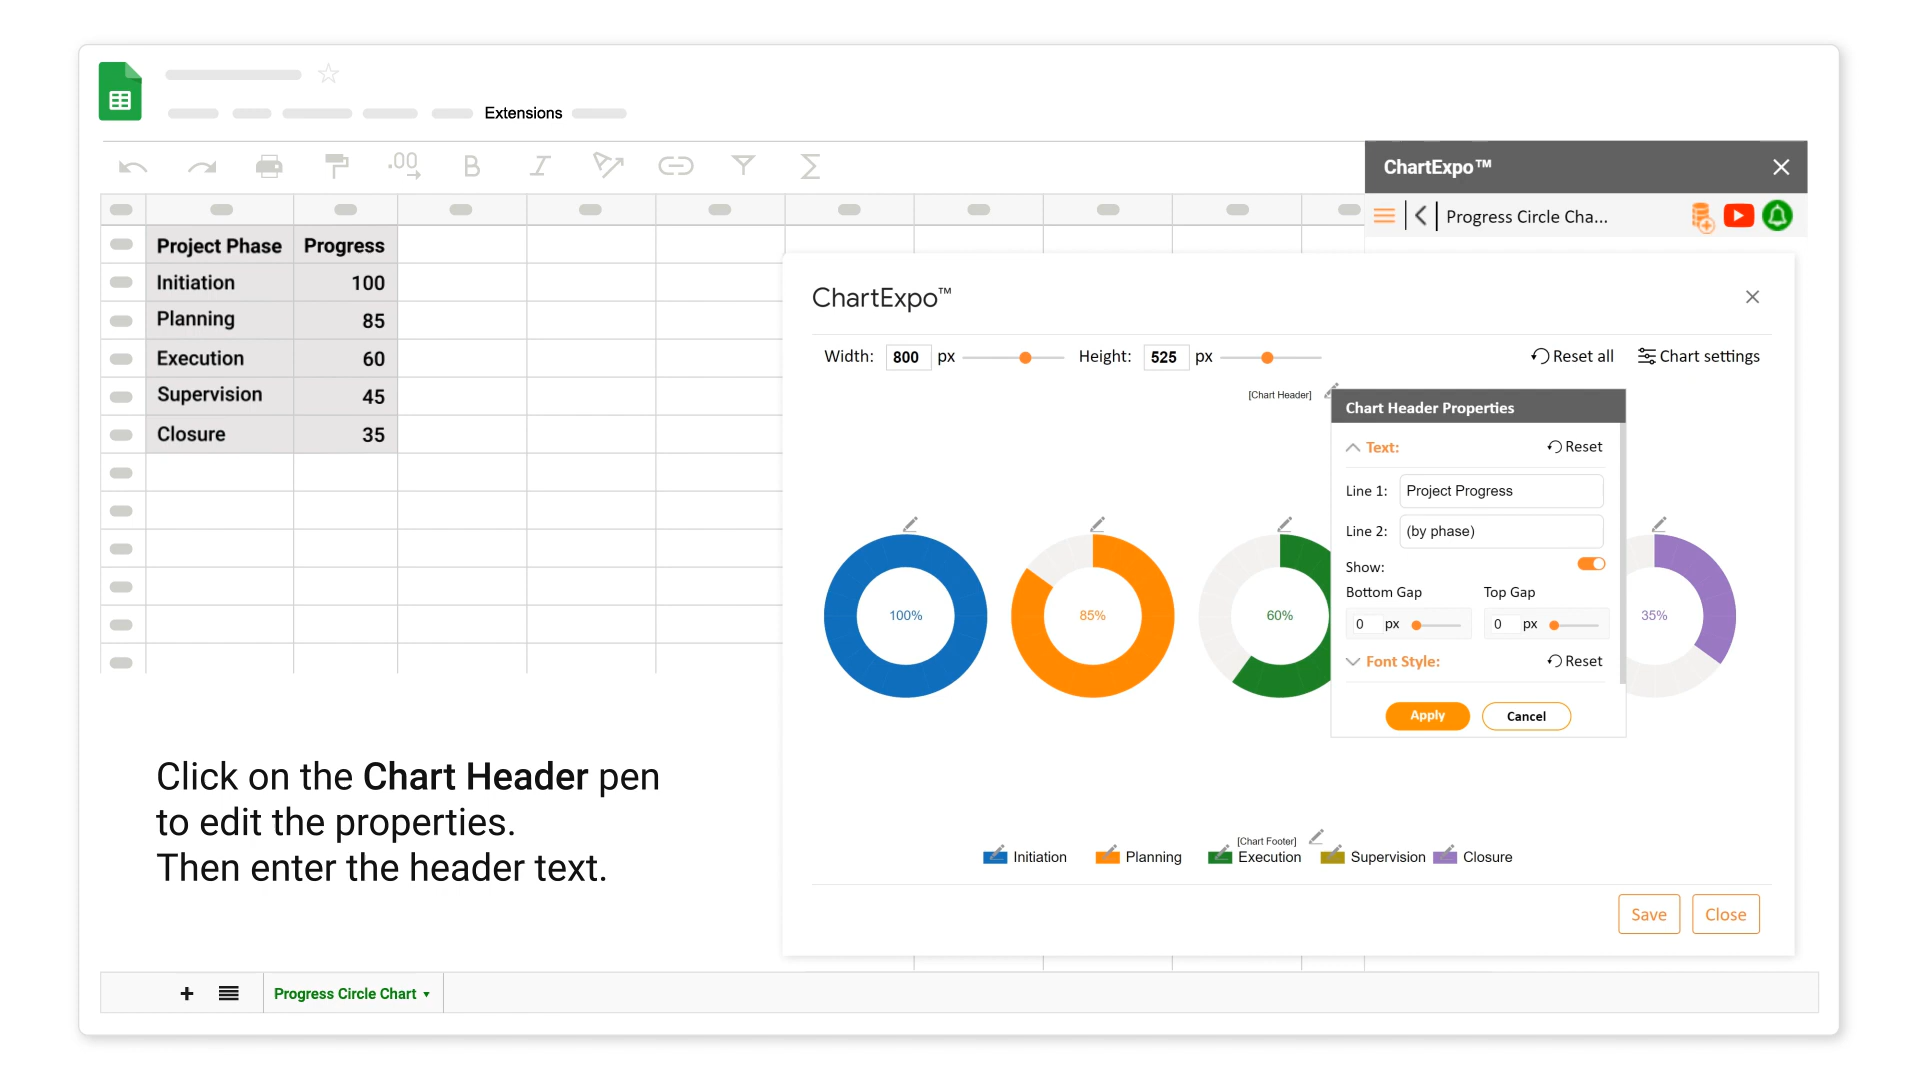 Extensions
.00
B
I
ChartExpo™
Progress Circle Cha...
Project Phase Progress
Initiation 100
Planning 85
Execution 60
Supervision 45
Closure 35
ChartExpo™
Width: 800 px Height: 525 px Reset all Chart settings
[Chart Header]
Chart Header Properties
Text: Reset
Line 1: Project Progress
Line 2: (by phase)
Show:
Bottom Gap Top Gap
0 px 0 px
Font Style: Reset
Apply Cancel
100% 85% 60% 35%
[Chart Footer]
Initiation Planning Execution Supervision Closure
Save Close
Click on the Chart Header pen
to edit the properties.
Then enter the header text.
+ Progress Circle Chart